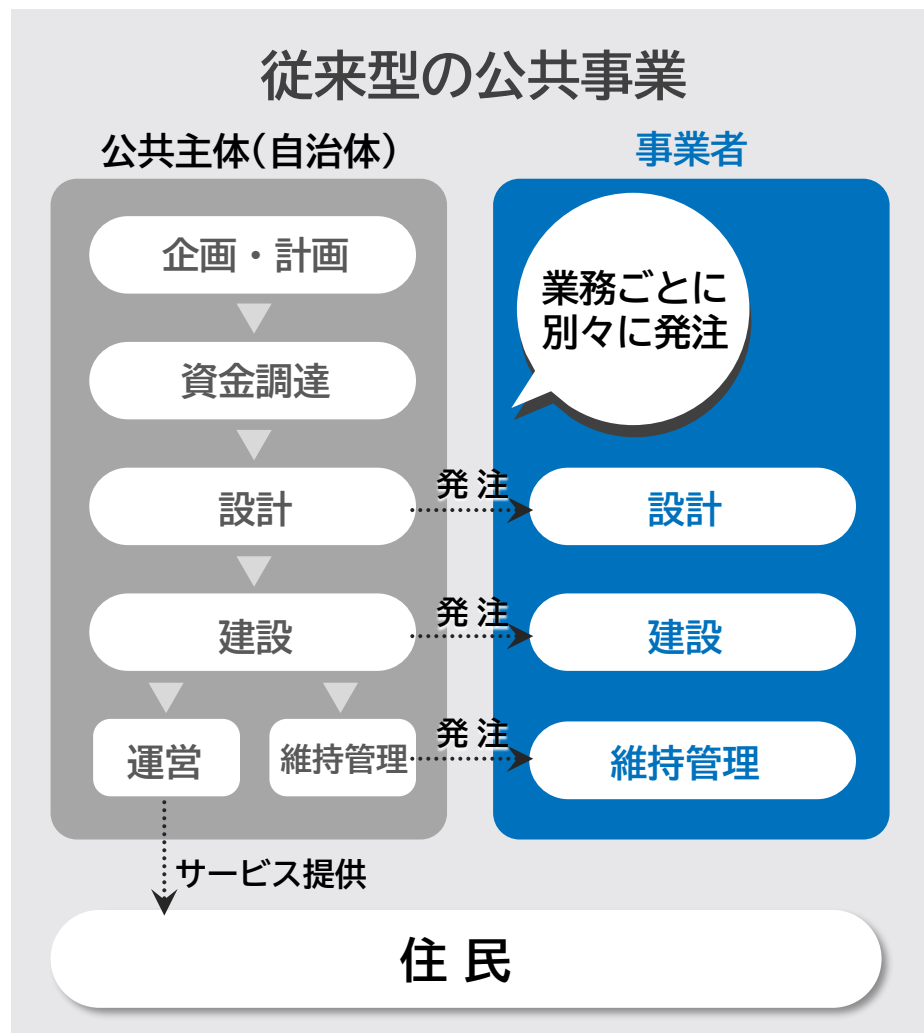 従来型の公共事業
公共主体(自治体)
事業者
企画・計画
資金調達
設計
建設
運営
維持管理
業務ごとに
別々に発注
発 注
設計
発 注
建設
発 注
維持管理
サービス提供
住 民